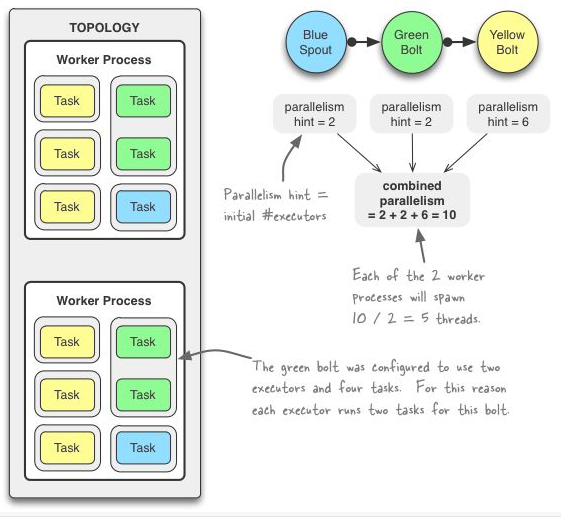 TOPOLOGY
Worker Process
Task
Task
Task
Task
Task
Task
Worker Process
Task
Task
Task
Task
Task
Task
Blue
Spout
Green
Bolt
Yellow
Bolt
parallelism
hint = 2
parallelism
hint = 2
parallelism
hint = 6
Parallelism hint =
initial #executors
combined
parallelism
= 2 + 2 + 6 = 10
Each of the 2 worker
processes will spawn
10 / 2 = 5 threads.
The green bolt was configured to use two
executors and four tasks. For this reason
each executor runs two tasks for this bolt.